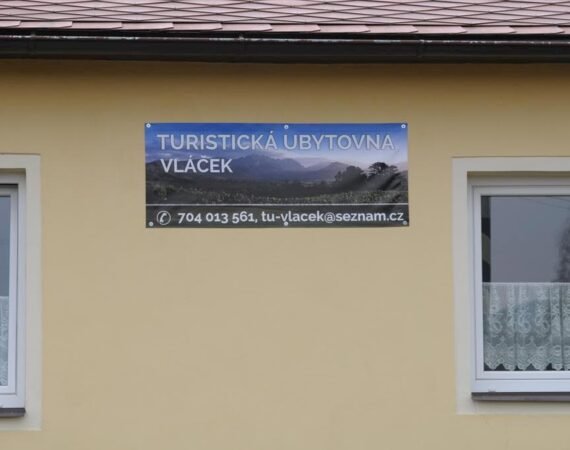 TURISTICKÁ UBYTOVNA
VLÁČEK
✆ 704 013 561, tu-vlacek@seznam.cz